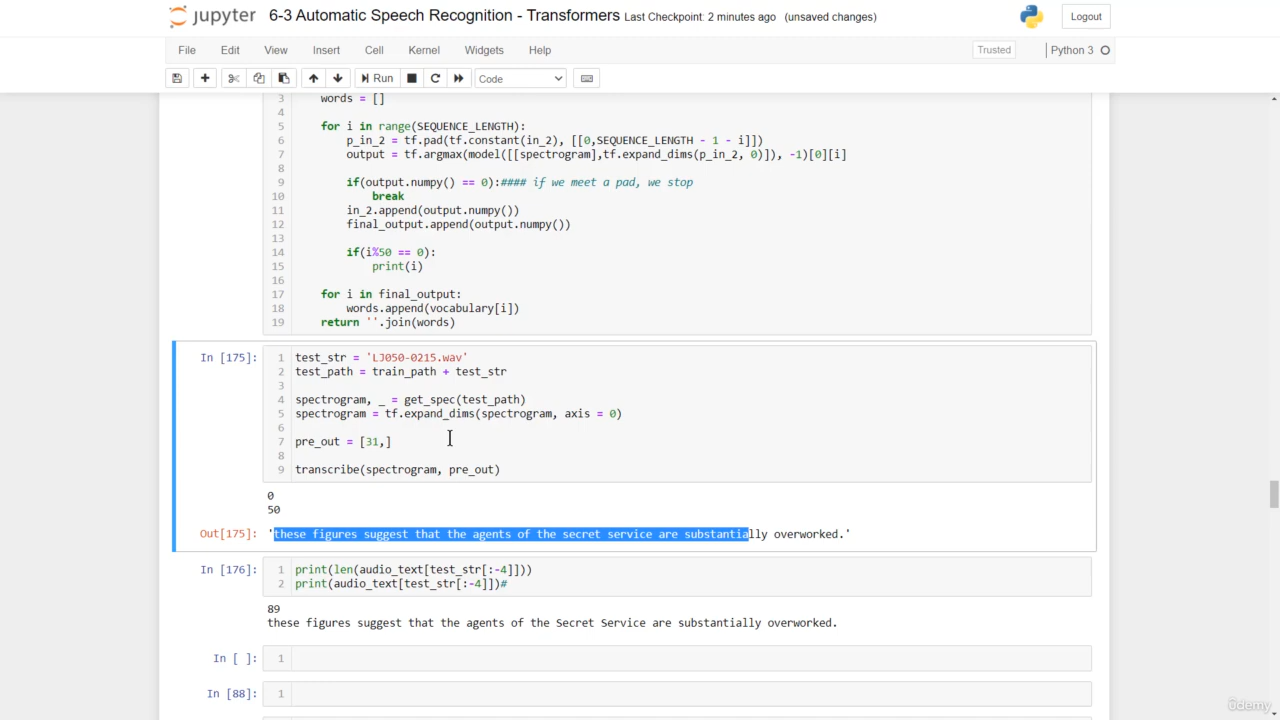 jupyter 6-3 Automatic Speech Recognition - Transformers Last Checkpoint: 2 minutes ago (unsaved changes) Logout
File Edit View Insert Cell Kernel Widgets Help Trusted Python 3
Run Code
3 words = []
4
5 for i in range(SEQUENCE_LENGTH):
6 p_in_2 = tf.pad(tf.constant(in_2), [[0,SEQUENCE_LENGTH - 1 - i]])
7 output = tf.argmax(model([[spectrogram],tf.expand_dims(p_in_2, 0)]), -1)[0][i]
8
9 if(output.numpy() == 0):#### if we meet a pad, we stop
10 break
11 in_2.append(output.numpy())
12 final_output.append(output.numpy())
13
14 if(i%50 == 0):
15 print(i)
16
17 for i in final_output:
18 words.append(vocabulary[i])
19 return ''.join(words)
In [175]: 1 test_str = 'LJ050-0215.wav'
2 test_path = train_path + test_str
3
4 spectrogram, _ = get_spec(test_path)
5 spectrogram = tf.expand_dims(spectrogram, axis = 0)
6
7 pre_out = [31,]
8
9 transcribe(spectrogram, pre_out)
0
50
Out[175]: 'these figures suggest that the agents of the secret service are substantially overworked.'
In [176]: 1 print(len(audio_text[test_str[:-4]]))
2 print(audio_text[test_str[:-4]])#
89
these figures suggest that the agents of the Secret Service are substantially overworked.
In [ ]: 1
In [88]: 1
ûdemy